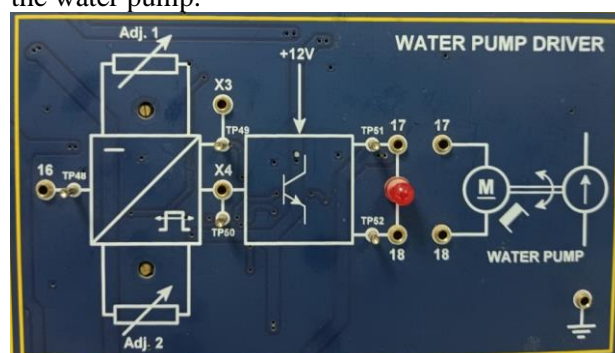 the water pump.
Adj. 1
WATER PUMP DRIVER
+12V
X3
TP49
TP51
17
17
16
TP48
X4
M
TP50
TP52
18
18
WATER PUMP
Adj. 2